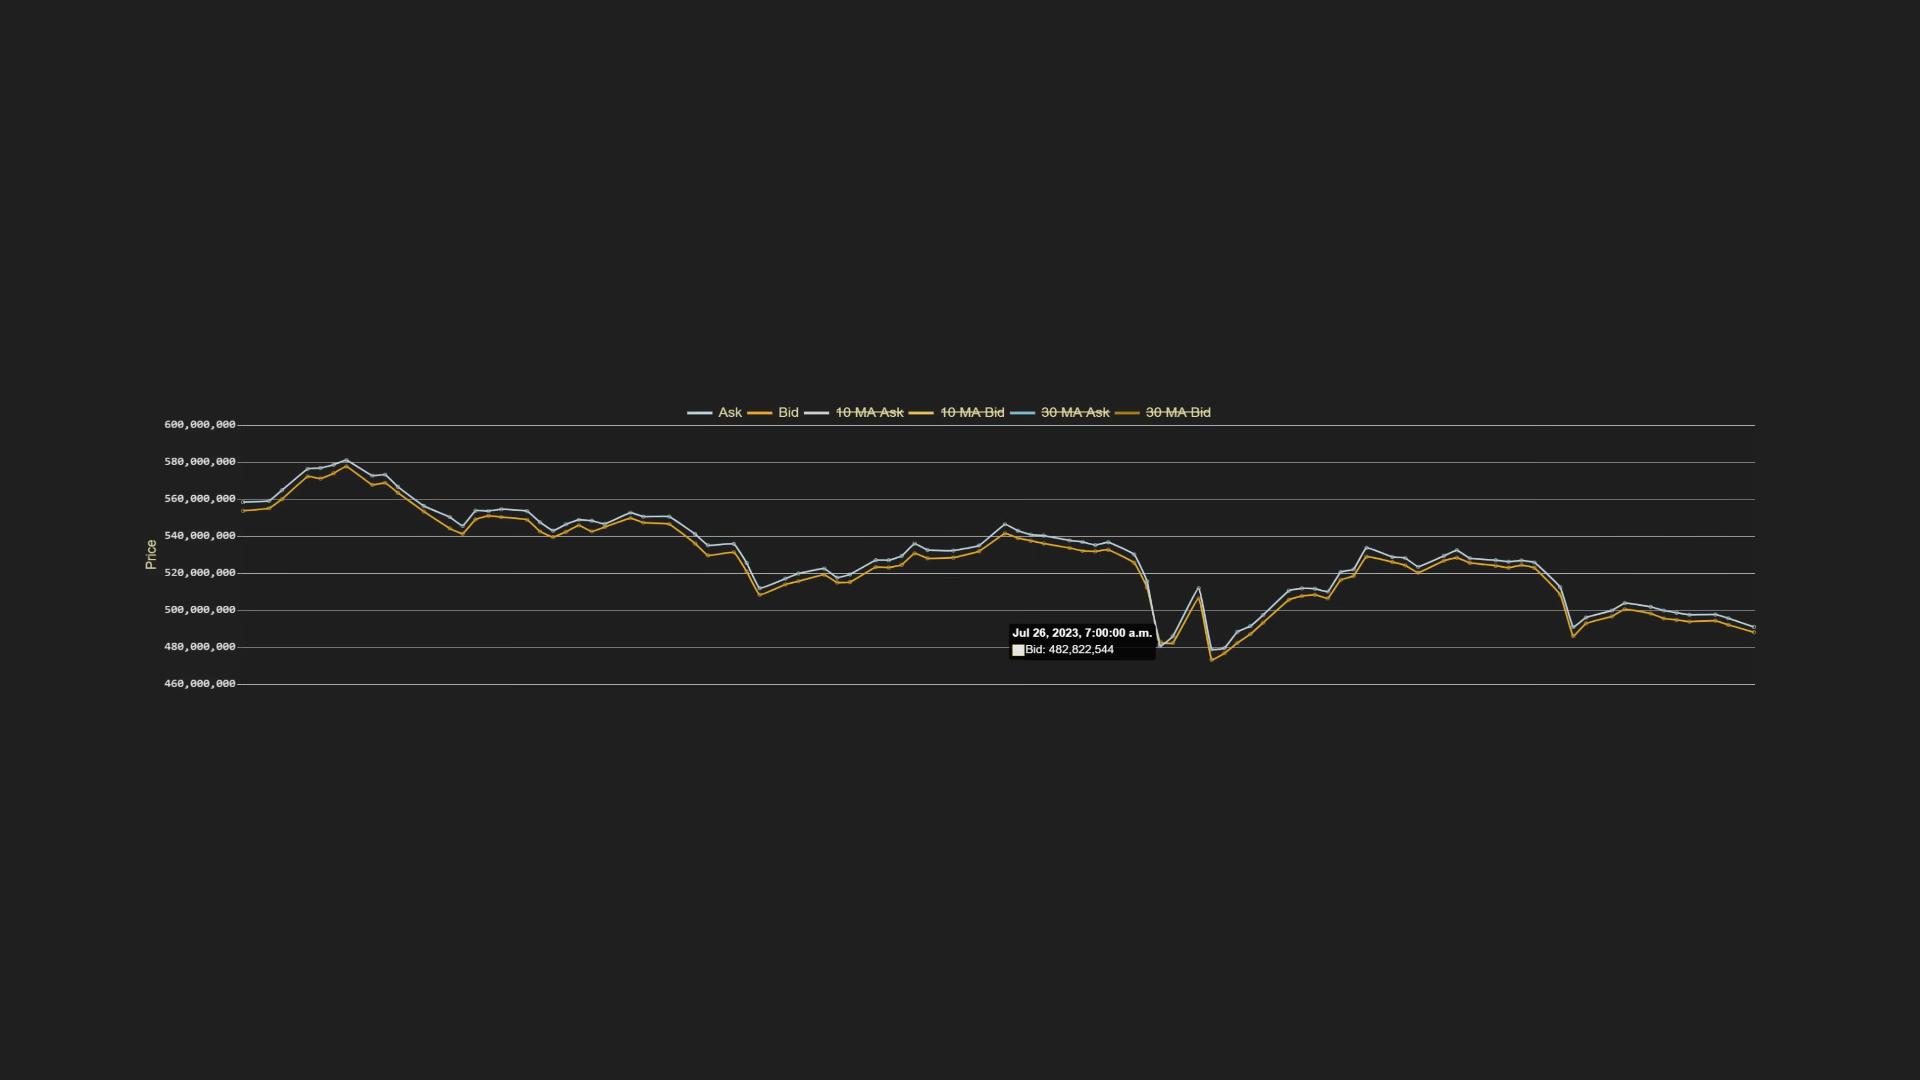 Ask Bid 10 MA Ask 10 MA Bid 30 MA Ask 30 MA Bid
600,000,000
580,000,000
560,000,000
540,000,000
520,000,000
500,000,000
480,000,000
460,000,000
Price
Jul 26, 2023, 7:00:00 a.m.
Bid: 482,822,544